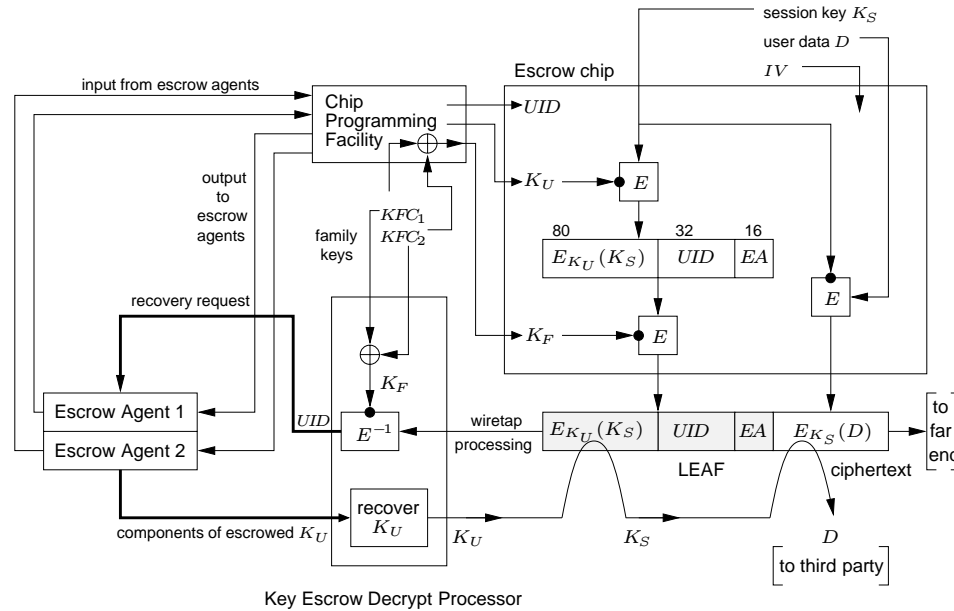 session key K_S
user data D
IV
Escrow chip
input from escrow agents
Chip
Programming
Facility
UID
K_U
E
output
to
escrow
agents
KFC_1
KFC_2
family
keys
80 32 16
E_{K_U}(K_S) UID EA
E
recovery request
K_F
E
K_F
Escrow Agent 1
Escrow Agent 2
UID
E^{-1}
wiretap
processing
E_{K_U}(K_S) UID EA E_{K_S}(D)
to
far
end
LEAF
ciphertext
recover
K_U
components of escrowed K_U
K_U
K_S
D
to third party
Key Escrow Decrypt Processor